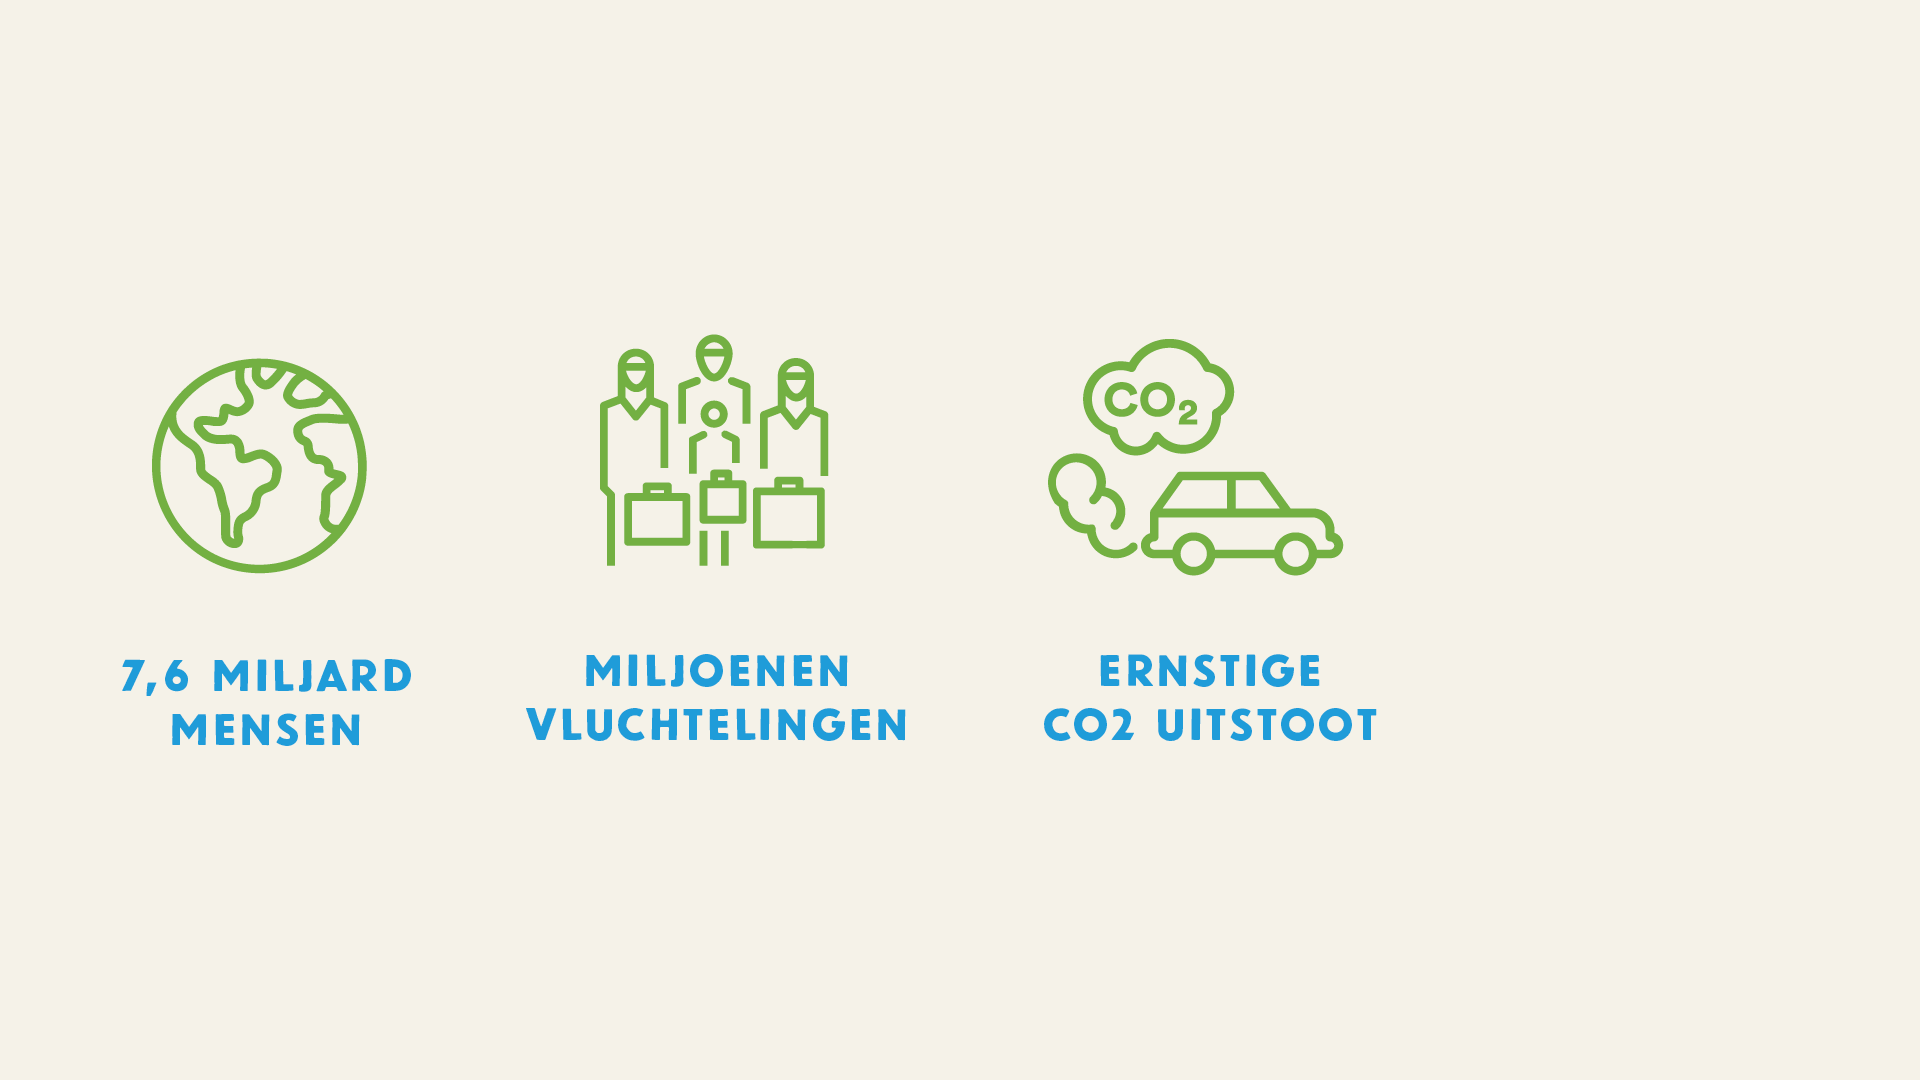 CO₂
7,6 MILJARD
MENSEN
MILJOENEN
VLUCHTELINGEN
ERNSTIGE
CO2 UITSTOOT